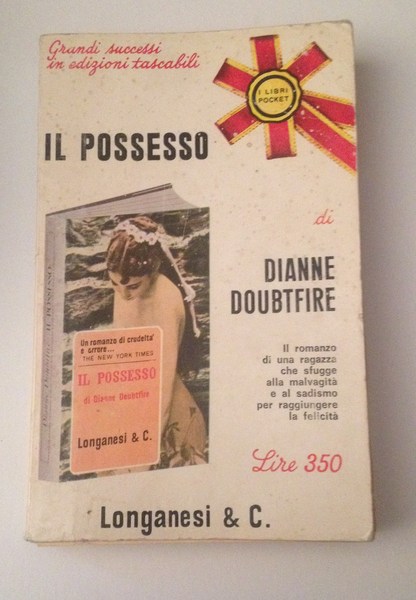 Grandi successi
in edizioni tascabili
I LIBRI
POCKET
IL POSSESSO
di
DIANNE
DOUBTFIRE
Il romanzo
di una ragazza
che sfugge
alla malvagità
e al sadismo
per raggiungere
la felicità
Lire 350
Un romanzo di crudeltà
e orrore...
THE NEW YORK TIMES
IL POSSESSO
di Dianne Doubtfire
Longanesi & C.
IL POSSESSO
Longanesi & C.